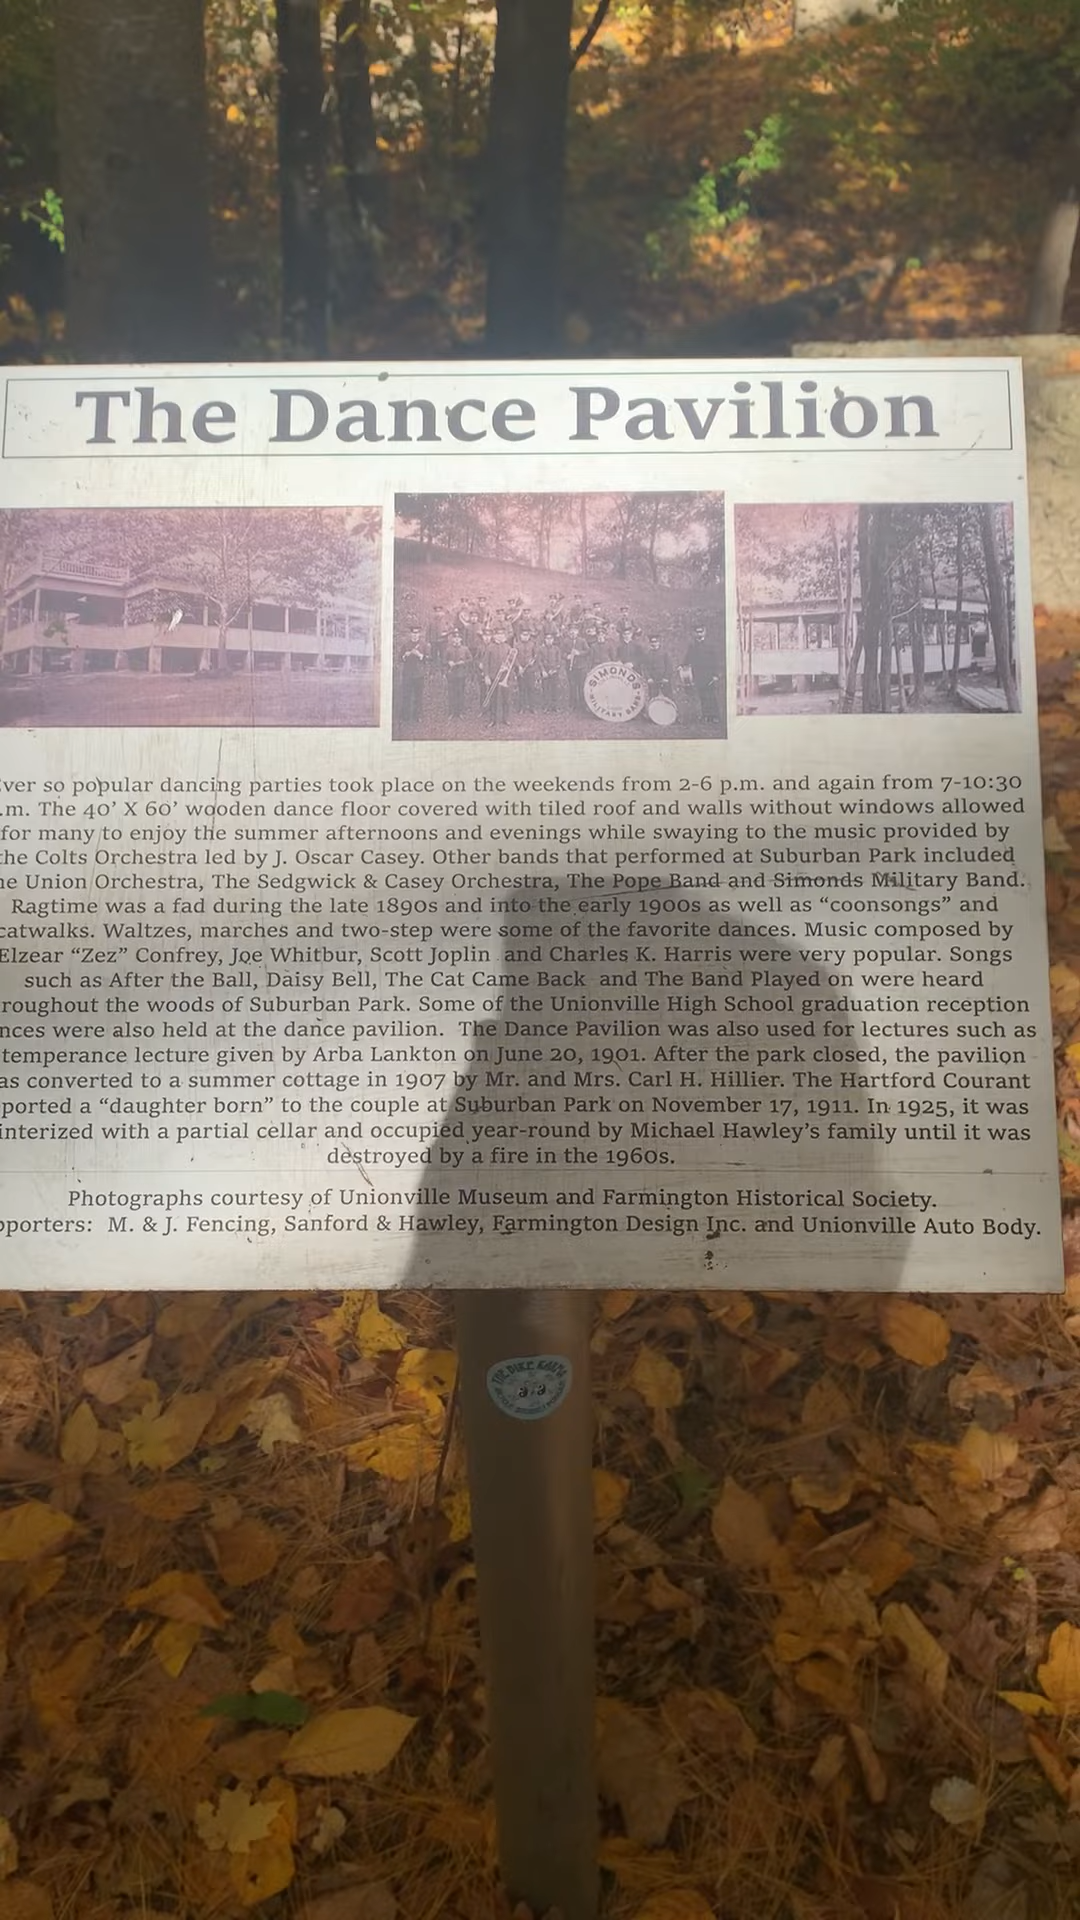 The Dance Pavilion
SIMONDS
MILITARY BAND
ver so popular dancing parties took place on the weekends from 2-6 p.m. and again from 7-10:30
.m. The 40' X 60' wooden dance floor covered with tiled roof and walls without windows allowed
for many to enjoy the summer afternoons and evenings while swaying to the music provided by
he Colts Orchestra led by J. Oscar Casey. Other bands that performed at Suburban Park included
e Union Orchestra, The Sedgwick & Casey Orchestra, The Pope Band and Simonds Military Band.
Ragtime was a fad during the late 1890s and into the early 1900s as well as “coonsongs” and
catwalks. Waltzes, marches and two-step were some of the favorite dances. Music composed by
Elzear “Zez” Confrey, Joe Whitbur, Scott Joplin and Charles K. Harris were very popular. Songs
such as After the Ball, Daisy Bell, The Cat Came Back and The Band Played on were heard
roughout the woods of Suburban Park. Some of the Unionville High School graduation reception
nces were also held at the dance pavilion. The Dance Pavilion was also used for lectures such as
temperance lecture given by Arba Lankton on June 20, 1901. After the park closed, the pavilion
as converted to a summer cottage in 1907 by Mr. and Mrs. Carl H. Hillier. The Hartford Courant
ported a “daughter born” to the couple at Suburban Park on November 17, 1911. In 1925, it was
interized with a partial cellar and occupied year-round by Michael Hawley's family until it was
destroyed by a fire in the 1960s.
Photographs courtesy of Unionville Museum and Farmington Historical Society.
pporters: M. & J. Fencing, Sanford & Hawley, Farmington Design Inc. and Unionville Auto Body.
THE DUKE